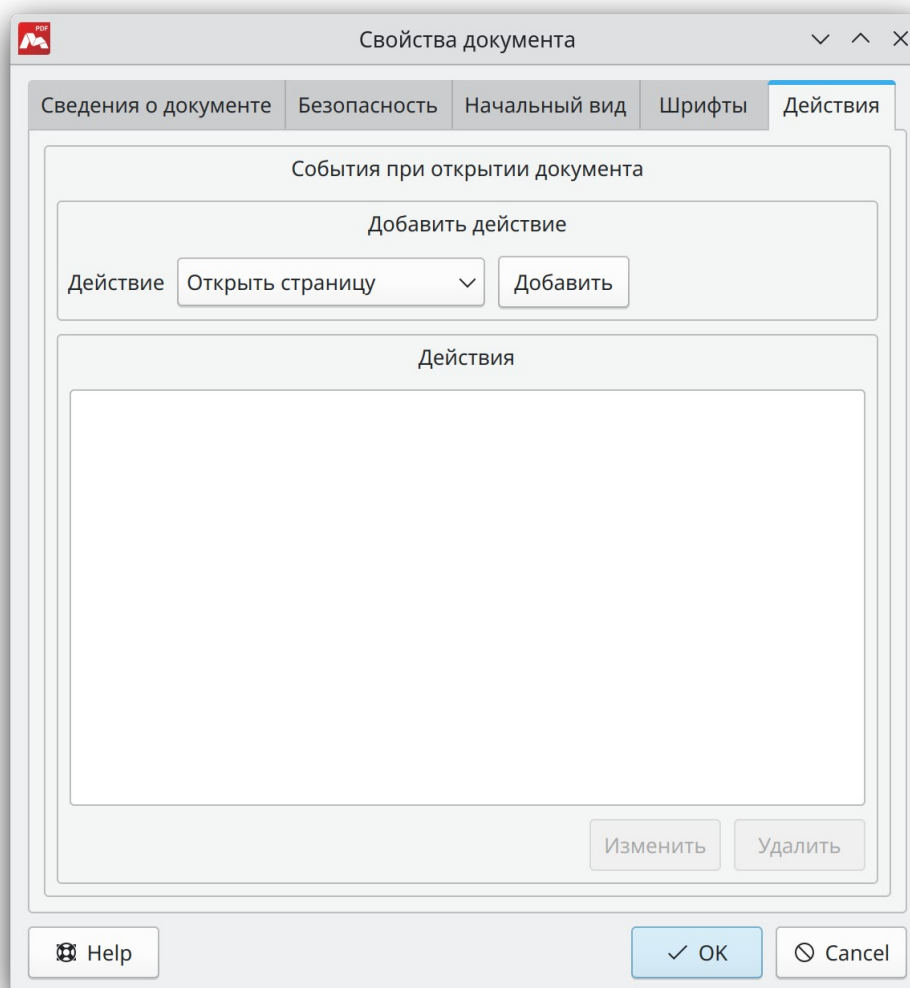 PDF
Свойства документа
Сведения о документе Безопасность Начальный вид Шрифты Действия
События при открытии документа
Добавить действие
Действие Открыть страницу Добавить
Действия
Изменить Удалить
Help OK Cancel